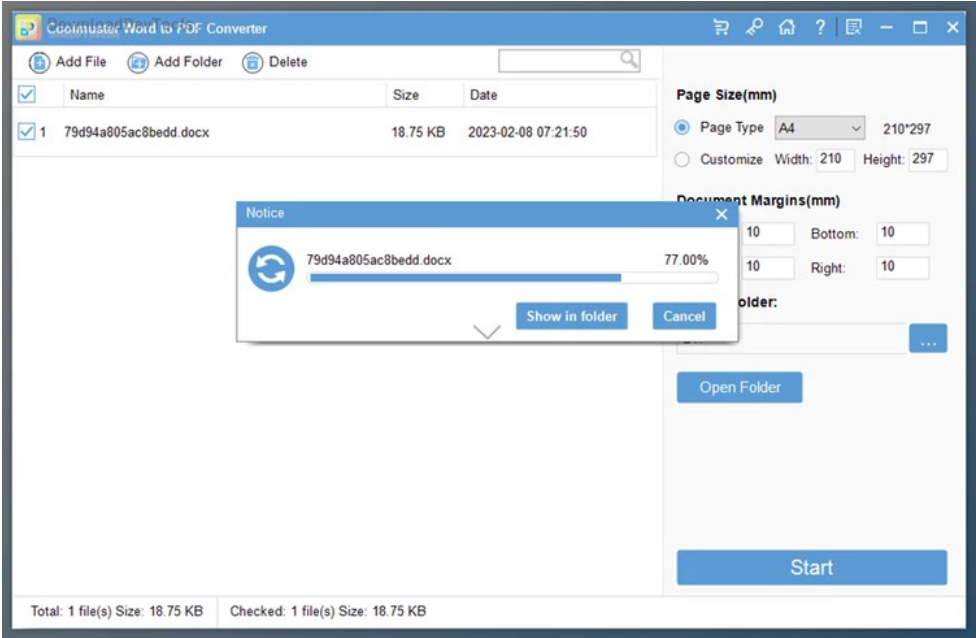 Coolmuster Word to PDF Converter
DownloadDevTools
?
Add File Add Folder Delete
Name Size Date
1 79d94a805ac8bedd.docx 18.75 KB 2023-02-08 07:21:50
Page Size(mm)
Page Type A4 210*297
Customize Width: 210 Height: 297
Document Margins(mm)
10 Bottom: 10
10 Right: 10
older:
...
Open Folder
Notice
79d94a805ac8bedd.docx 77.00%
Show in folder Cancel
Start
Total: 1 file(s) Size: 18.75 KB Checked: 1 file(s) Size: 18.75 KB